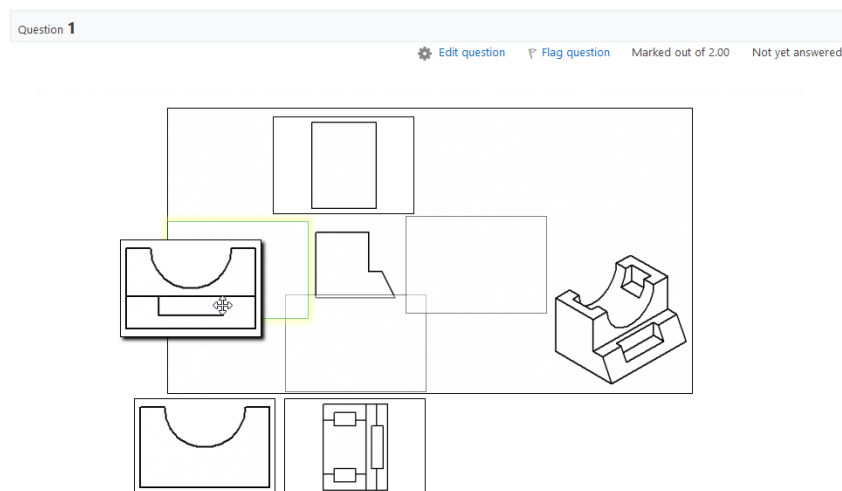 Question 1
Edit question Flag question Marked out of 2.00 Not yet answered